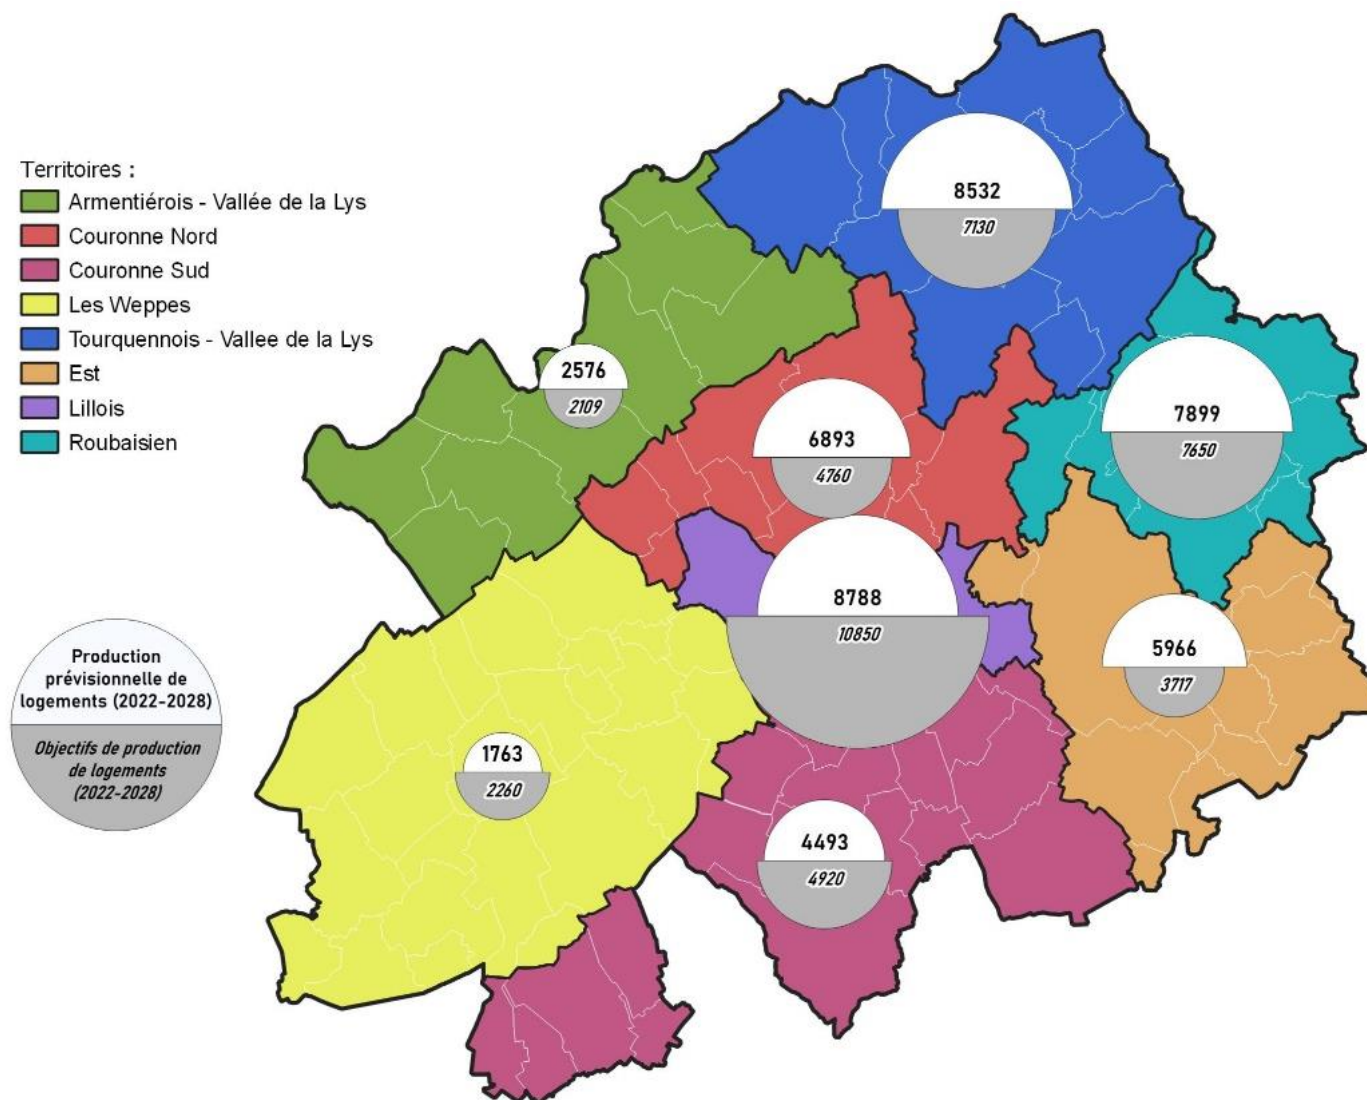 Territoires :
Armentiérois - Vallée de la Lys
Couronne Nord
Couronne Sud
Les Weppes
Tourquennois - Vallee de la Lys
Est
Lillois
Roubaisien
Production
prévisionnelle de
logements (2022-2028)
Objectifs de production
de logements
(2022-2028)
8532
7130
2576
2109
6893
4760
7899
7650
8788
10850
5966
3717
1763
2260
4493
4920